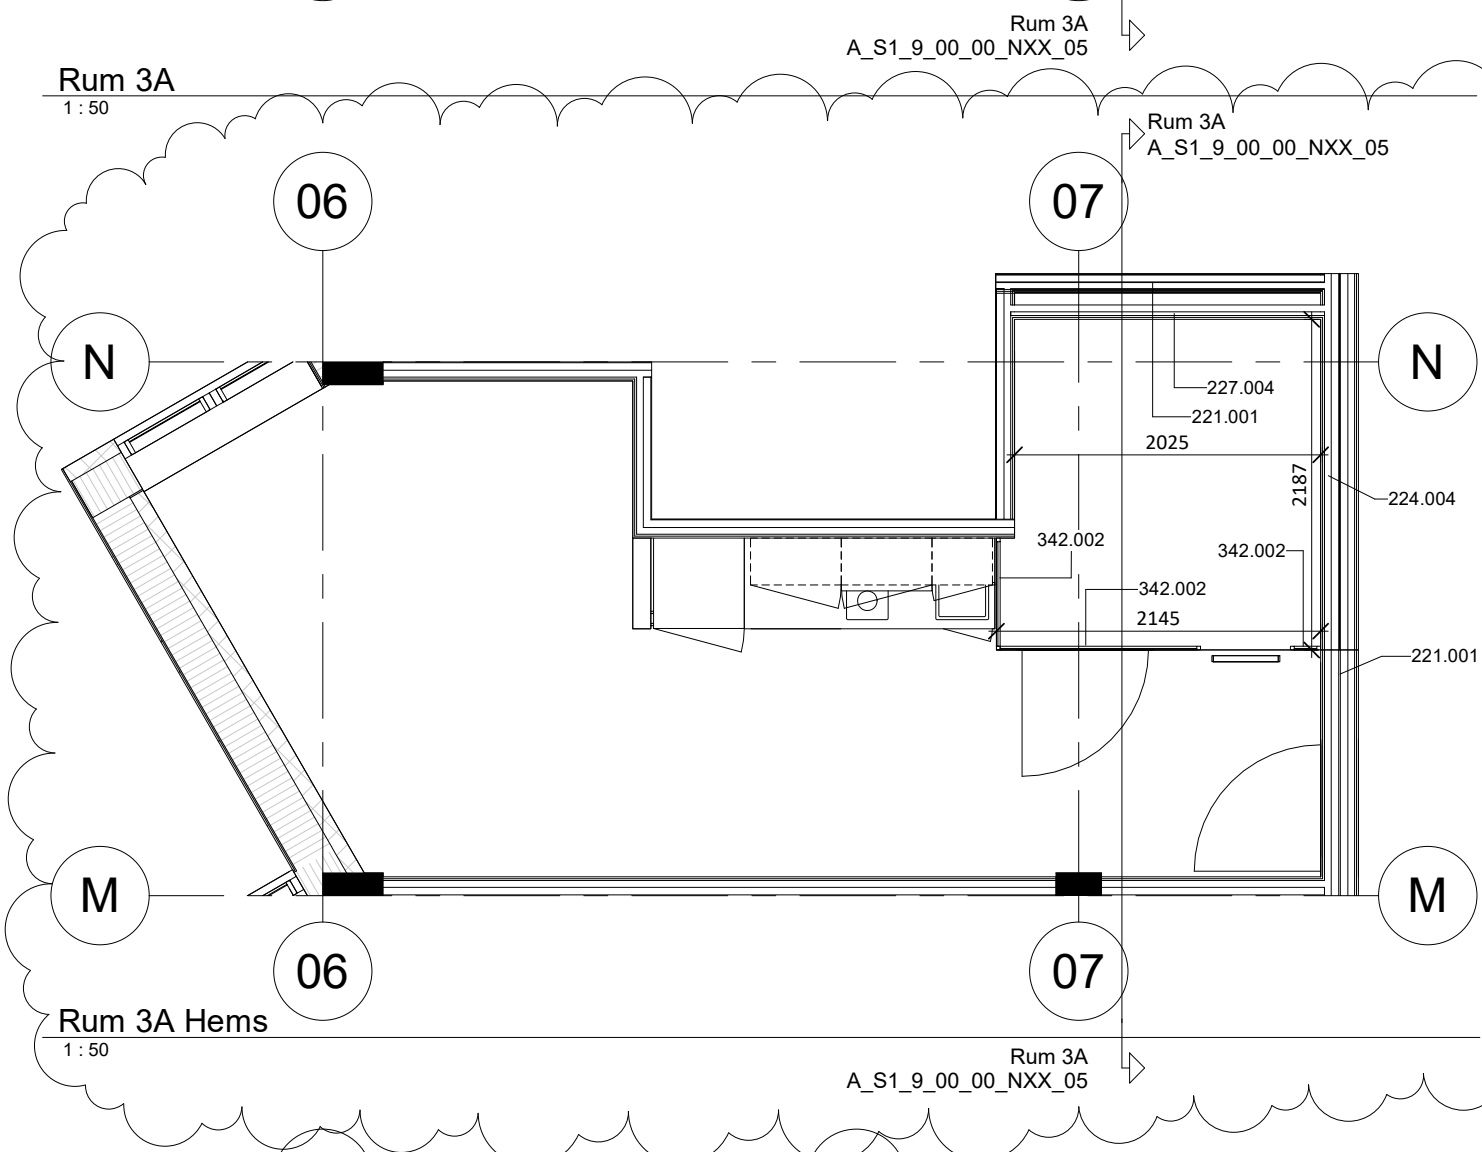 Rum 3A
A_S1_9_00_00_NXX_05
Rum 3A
1 : 50
Rum 3A
A_S1_9_00_00_NXX_05
06
07
N
N
227.004
221.001
2025
2187
224.004
342.002
342.002
342.002
2145
221.001
M
M
06
07
Rum 3A Hems
1 : 50
Rum 3A
A_S1_9_00_00_NXX_05